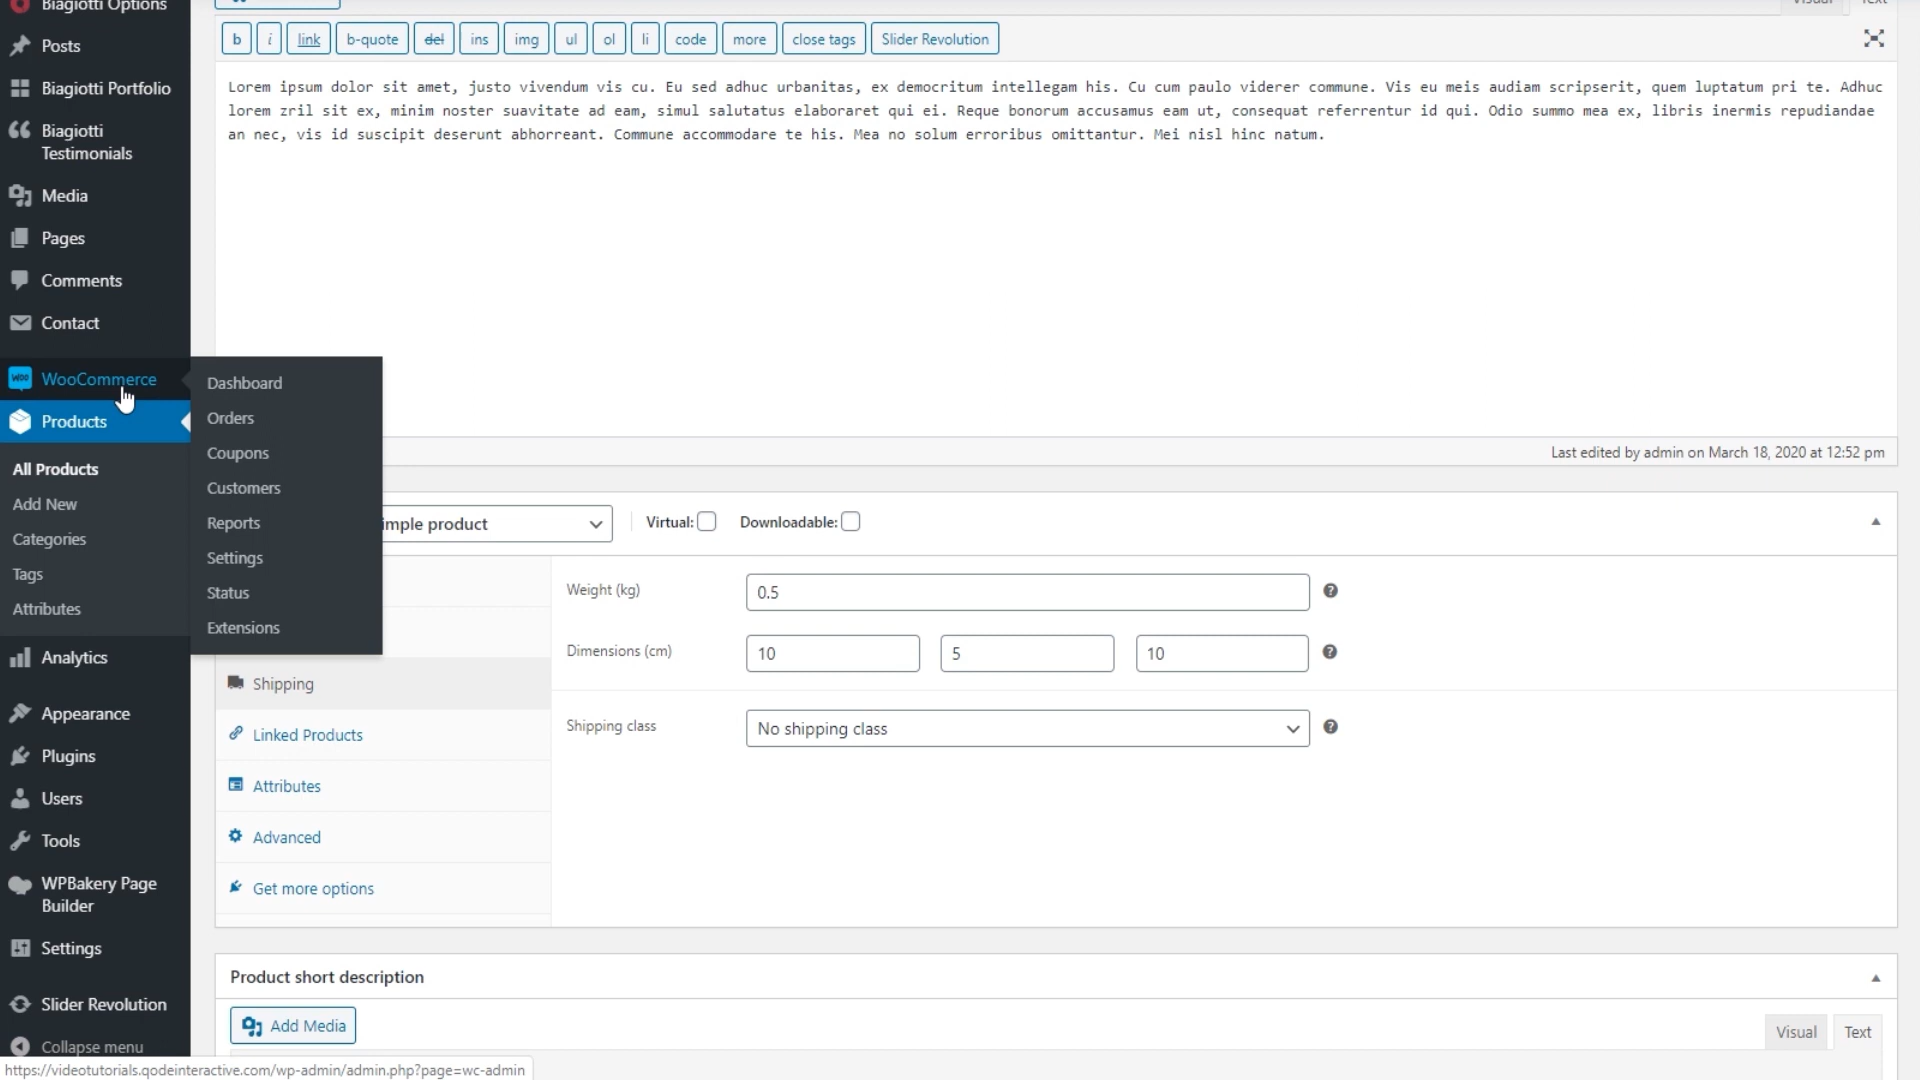 Biagiotti Options
Posts
Biagiotti Portfolio
Biagiotti
Testimonials
Media
Pages
Comments
Contact
WooCommerce
Products
All Products
Add New
Categories
Tags
Attributes
Analytics
Appearance
Plugins
Users
Tools
WPBakery Page
Builder
Settings
Slider Revolution
Collapse menu
Dashboard
Orders
Coupons
Customers
Reports
Settings
Status
Extensions
Visual Text
b i link b-quote del ins img ul ol li code more close tags Slider Revolution
Lorem ipsum dolor sit amet, justo vivendum vis cu. Eu sed adhuc urbanitas, ex democritum intellegam his. Cu cum paulo viderer commune. Vis eu meis audiam scripserit, quem luptatum pri te. Adhuc
lorem zril sit ex, minim noster suavitate ad eam, simul salutatus elaboraret qui ei. Reque bonorum accusamus eam ut, consequat referrentur id qui. Odio summo mea ex, libris inermis repudiandae
an nec, vis id suscipit deserunt abhorreant. Commune accommodare te his. Mea no solum erroribus omittantur. Mei nisl hinc natum.
Last edited by admin on March 18, 2020 at 12:52 pm
imple product Virtual: Downloadable:
Shipping
Linked Products
Attributes
Advanced
Get more options
Weight (kg) 0.5
Dimensions (cm) 10 5 10
Shipping class No shipping class
Product short description
Add Media
Visual Text
https://videotutorials.qodeinteractive.com/wp-admin/admin.php?page=wc-admin